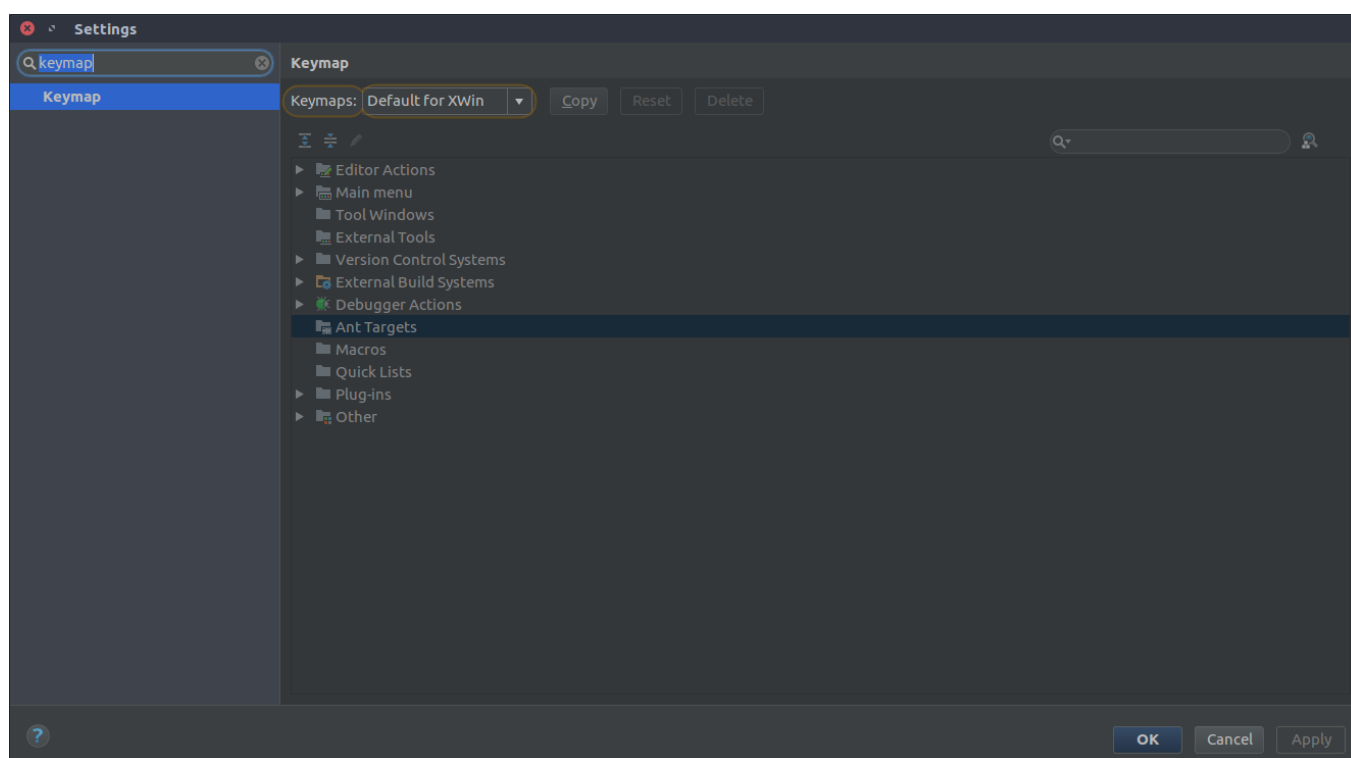 Settings
keymap
Keymap
Keymap
Keymaps: Default for XWin Copy Reset Delete
Editor Actions
Main menu
Tool Windows
External Tools
Version Control Systems
External Build Systems
Debugger Actions
Ant Targets
Macros
Quick Lists
Plug-ins
Other
?
OK Cancel Apply